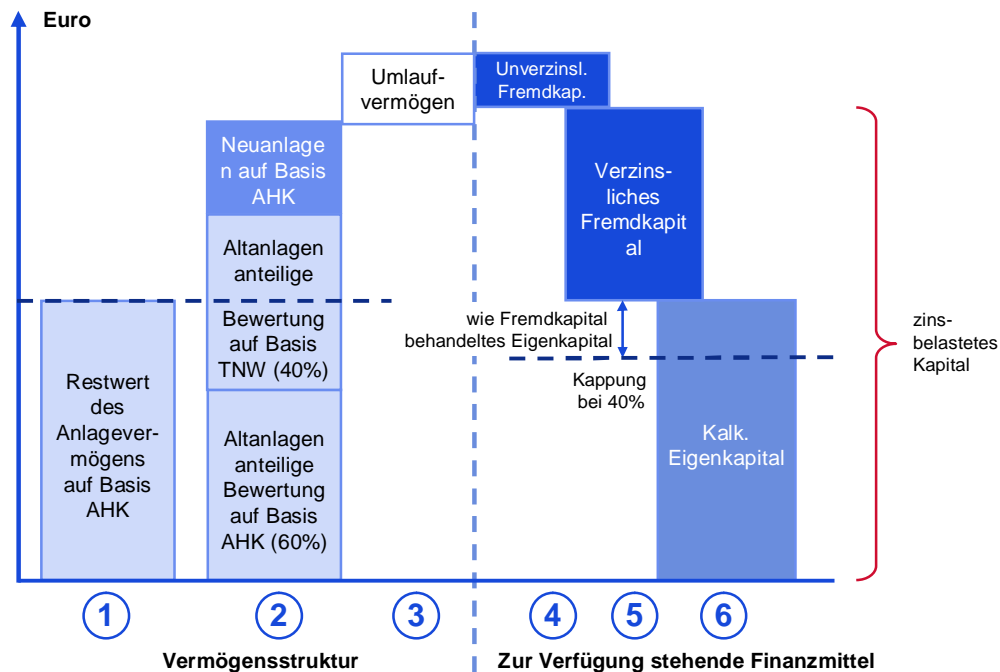 Euro
Umlauf-
vermögen
Unverzinsl.
Fremdkap.
Neuanlage
n auf Basis
AHK
Verzins-
liches
Fremdkapit
al
Altanlagen
anteilige
Bewertung
auf Basis
TNW (40%)
wie Fremdkapital
behandeltes Eigenkapital
zins-
belastetes
Kapital
Restwert
des
Anlagever-
mögens
auf Basis
AHK
Kappung
bei 40%
Altanlagen
anteilige
Bewertung
auf Basis
AHK (60%)
Kalk.
Eigenkapital
1
2
3
4
5
6
Vermögensstruktur
Zur Verfügung stehende Finanzmittel